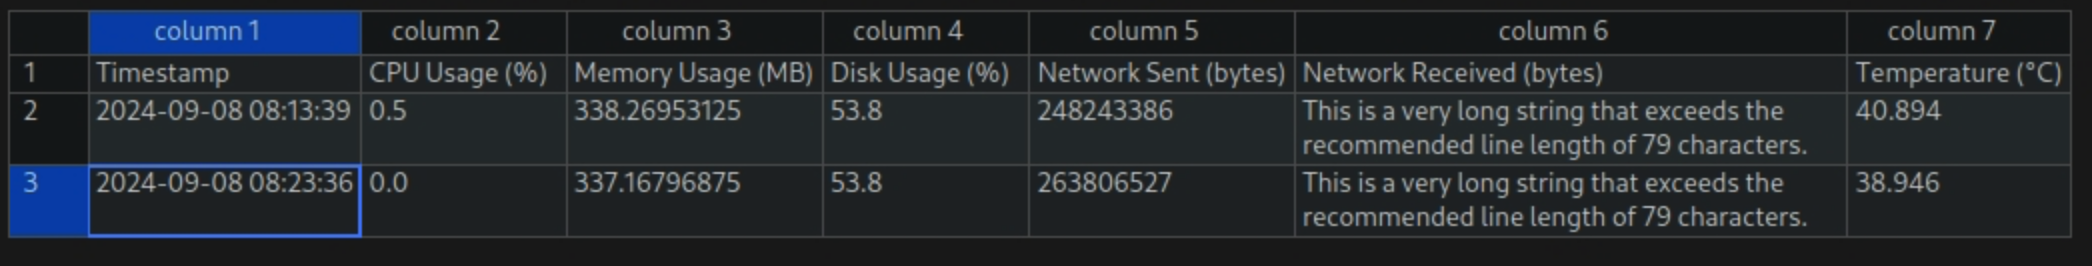 column 1 column 2 column 3 column 4 column 5 column 6 column 7
1 Timestamp CPU Usage (%) Memory Usage (MB) Disk Usage (%) Network Sent (bytes) Network Received (bytes) Temperature (°C)
2 2024-09-08 08:13:39 0.5 338.26953125 53.8 248243386 This is a very long string that exceeds the 40.894
recommended line length of 79 characters.
3 2024-09-08 08:23:36 0.0 337.16796875 53.8 263806527 This is a very long string that exceeds the 38.946
recommended line length of 79 characters.